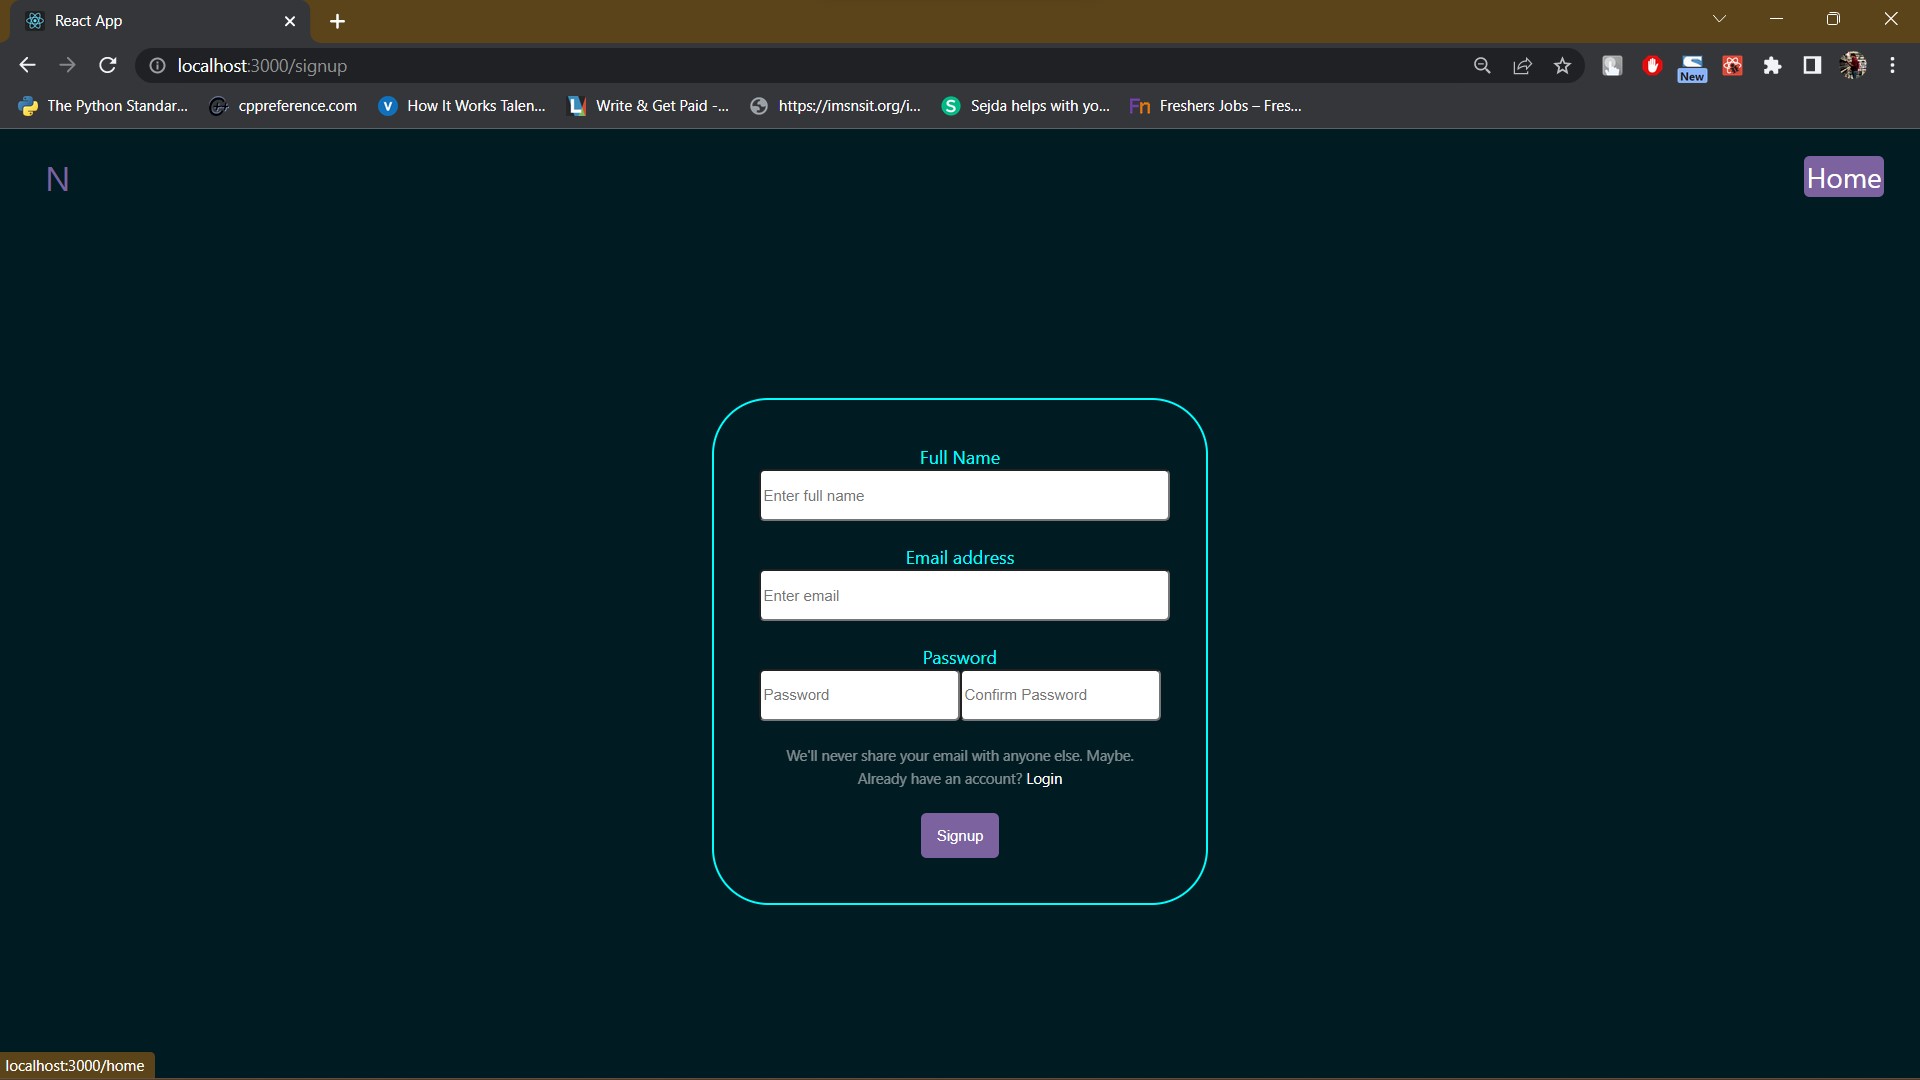 React App
localhost:3000/signup
New
The Python Standar...
cppreference.com
How It Works Talen...
Write & Get Paid -...
https://imsnsit.org/i...
Sejda helps with yo...
Freshers Jobs – Fres...
N
Home
Full Name
Enter full name
Email address
Enter email
Password
Password
Confirm Password
We'll never share your email with anyone else. Maybe.
Already have an account? Login
Signup
localhost:3000/home